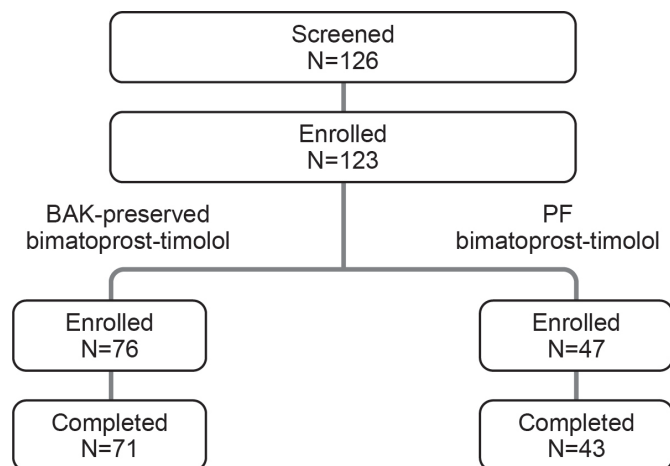 Screened
N=126
Enrolled
N=123
BAK-preserved
bimatoprost-timolol
PF
bimatoprost-timolol
Enrolled
N=76
Enrolled
N=47
Completed
N=71
Completed
N=43